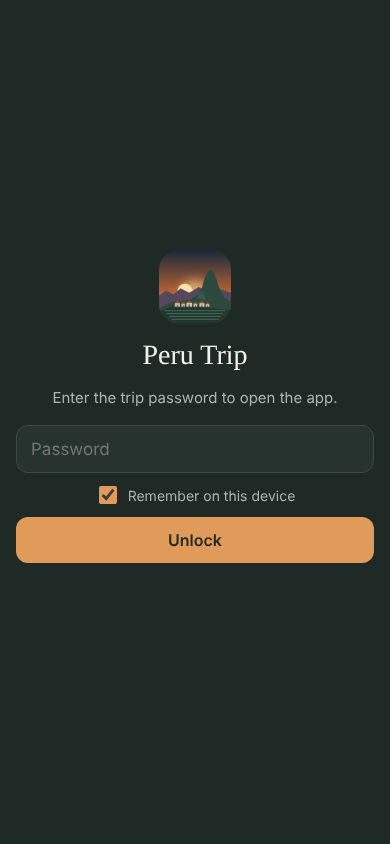 Peru Trip
Enter the trip password to open the app.
Password
Remember on this device
Unlock